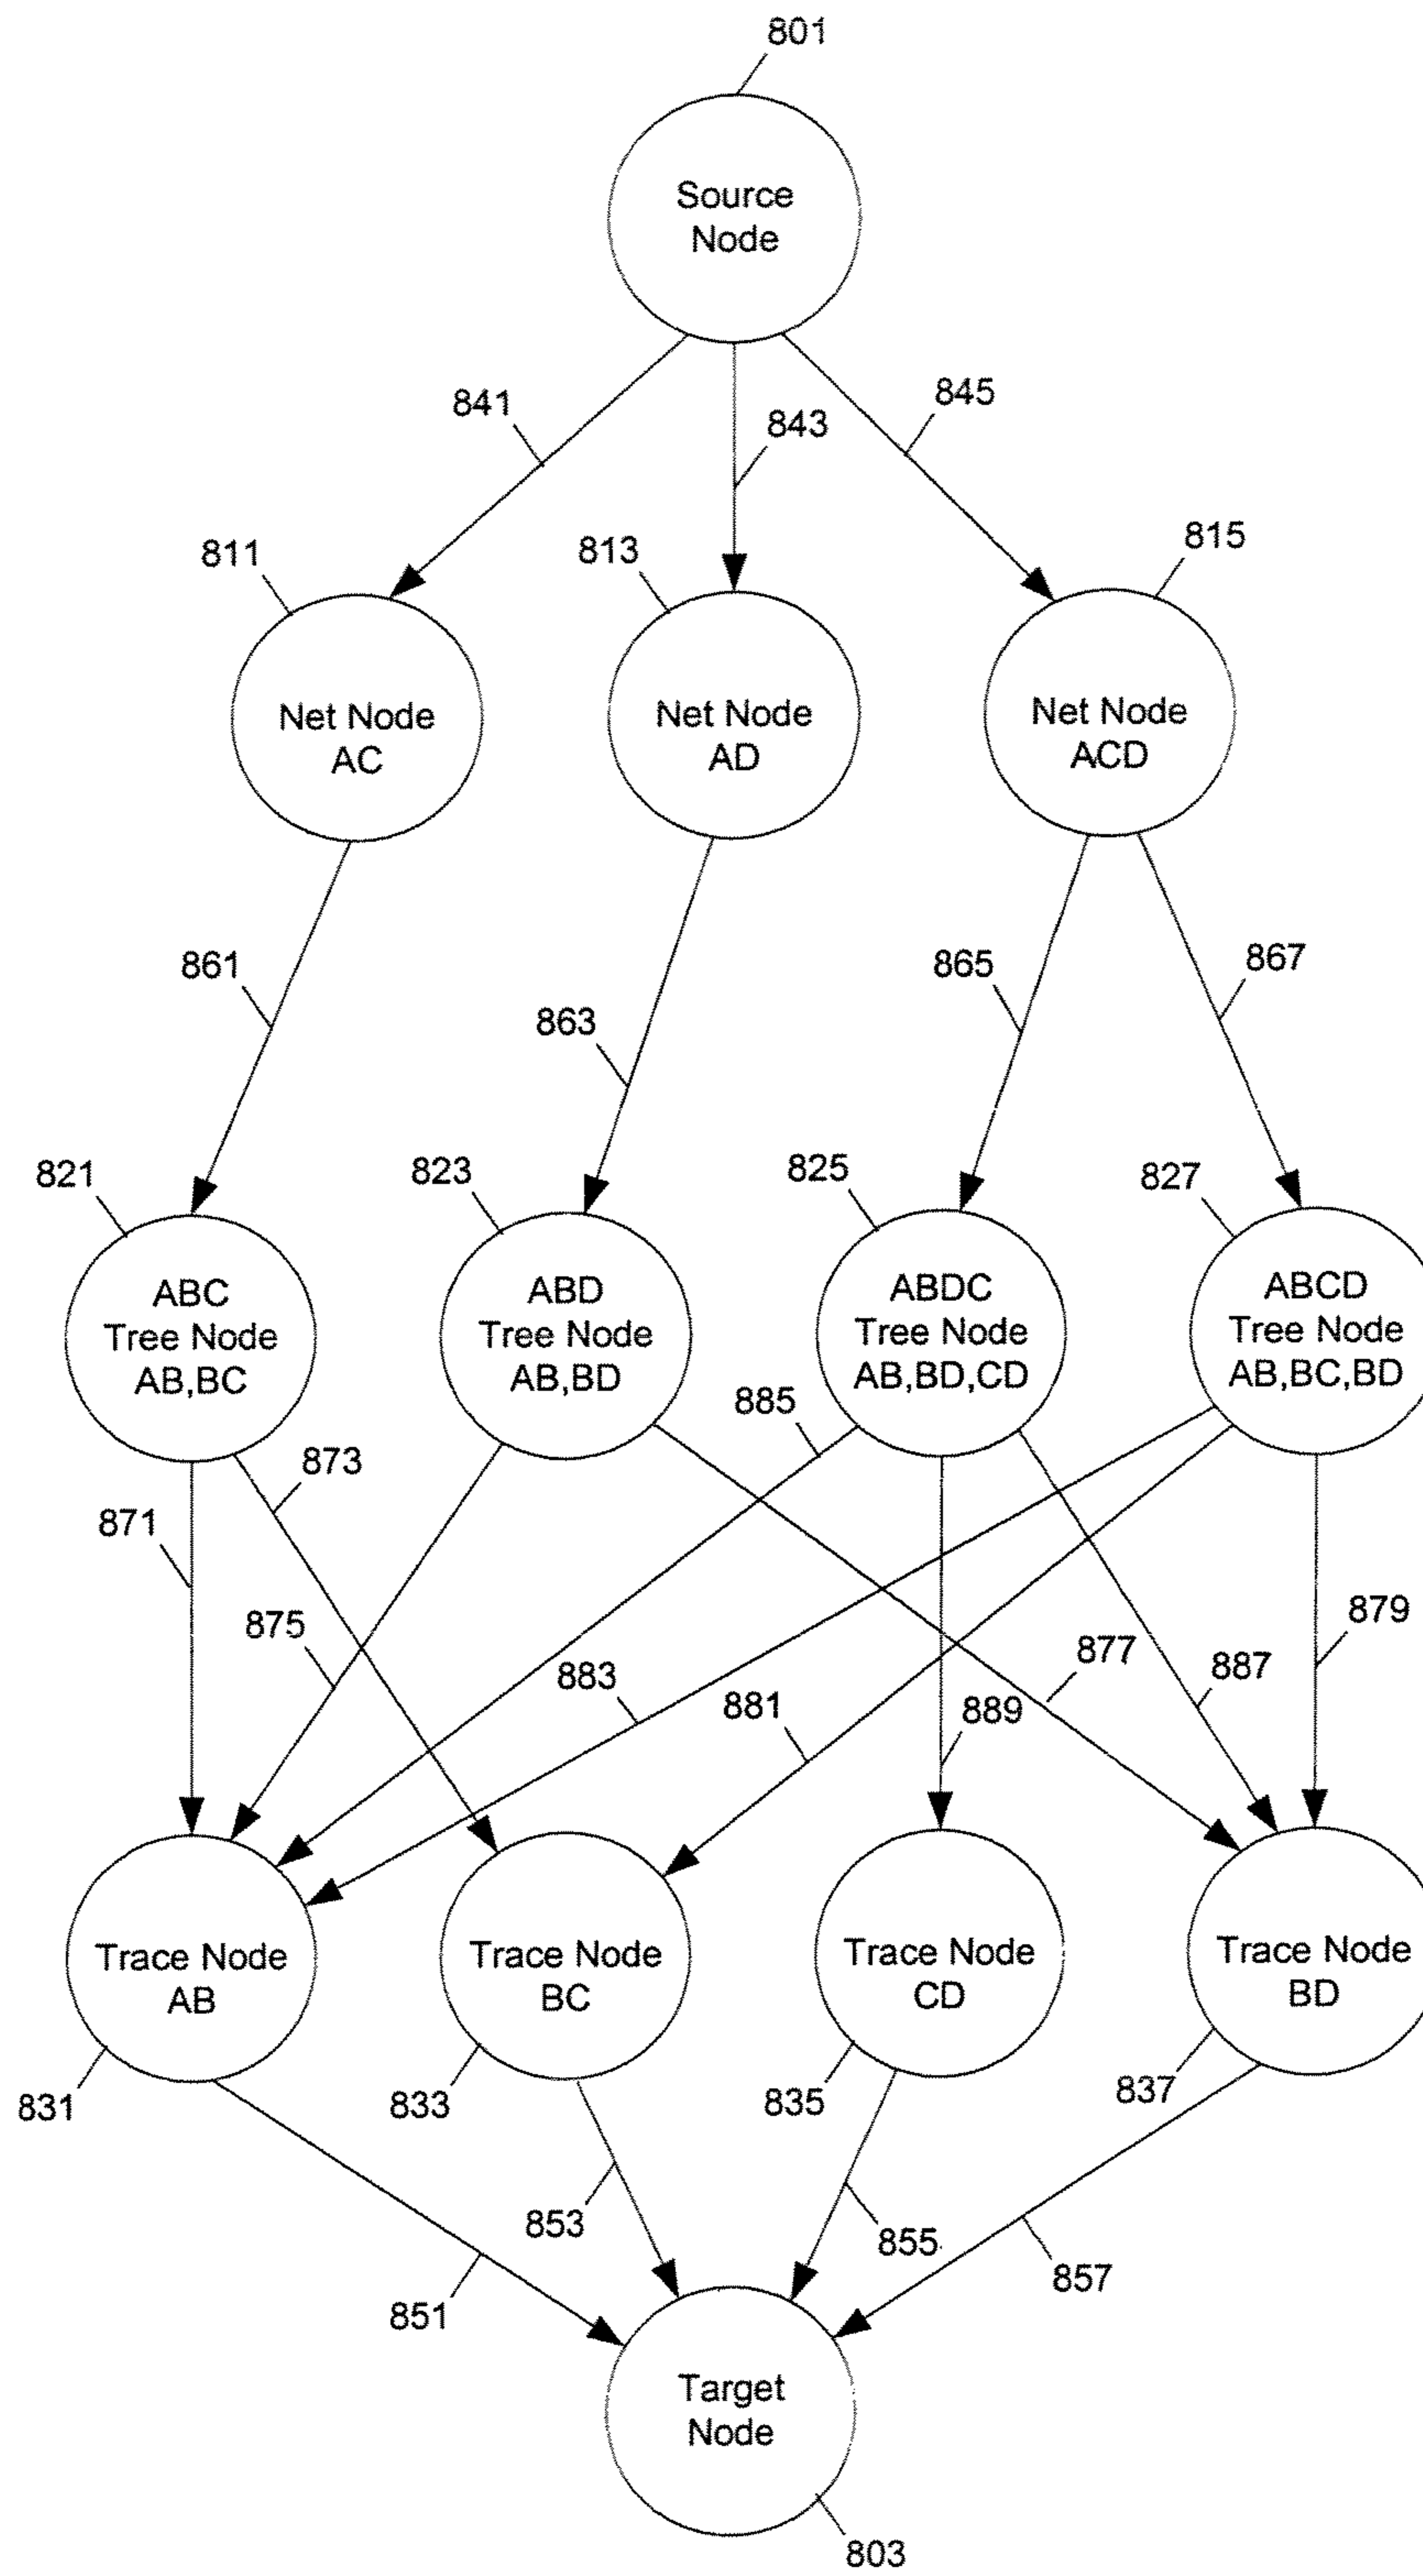 801
Source
Node
841
843
845
811
813
815
Net Node
AC
Net Node
AD
Net Node
ACD
861
863
865
867
821
823
825
827
ABC
Tree Node
AB,BC
ABD
Tree Node
AB,BD
ABDC
Tree Node
AB,BD,CD
ABCD
Tree Node
AB,BC,BD
885
873
871
875
883
881
889
877
887
879
Trace Node
AB
Trace Node
BC
Trace Node
CD
Trace Node
BD
831
833
835
837
853
855
851
857
Target
Node
803